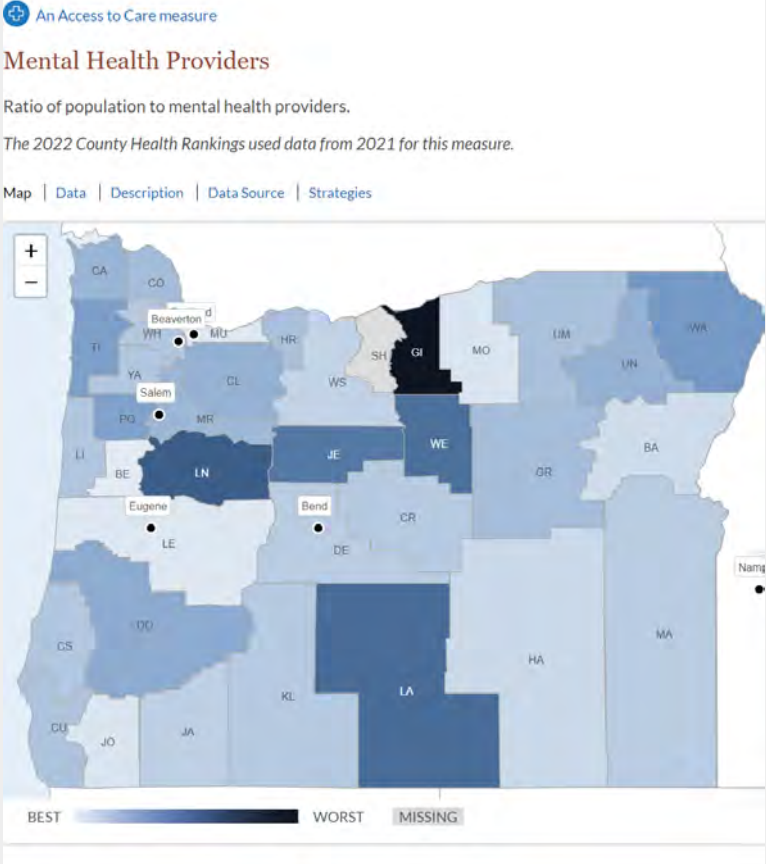 An Access to Care measure
Mental Health Providers
Ratio of population to mental health providers.
The 2022 County Health Rankings used data from 2021 for this measure.
Map | Data | Description | Data Source | Strategies
+
−
CA
CO
Beaverton
d
WH
MU
HR
TI
SH
GI
MO
UM
WA
UN
YA
CL
WS
Salem
PO
MR
LI
BE
LN
JE
WE
BA
GR
Eugene
Bend
CR
LE
DE
Namp
DO
CS
MA
HA
KL
LA
CU
JO
JA
BEST
WORST
MISSING